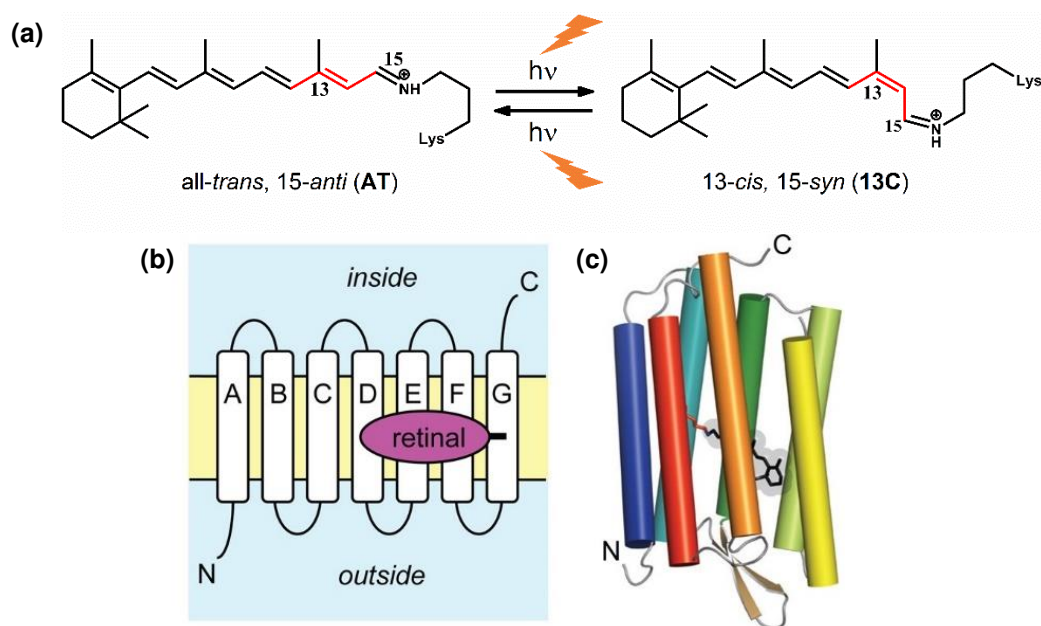 (a)
15
13
⊕
NH
Lys
hν
hν
13
15
⊕
N
H
Lys
all-trans, 15-anti (AT)
13-cis, 15-syn (13C)
(b)
inside
C
A B C D E F G
retinal
N
outside
(c)
C
N